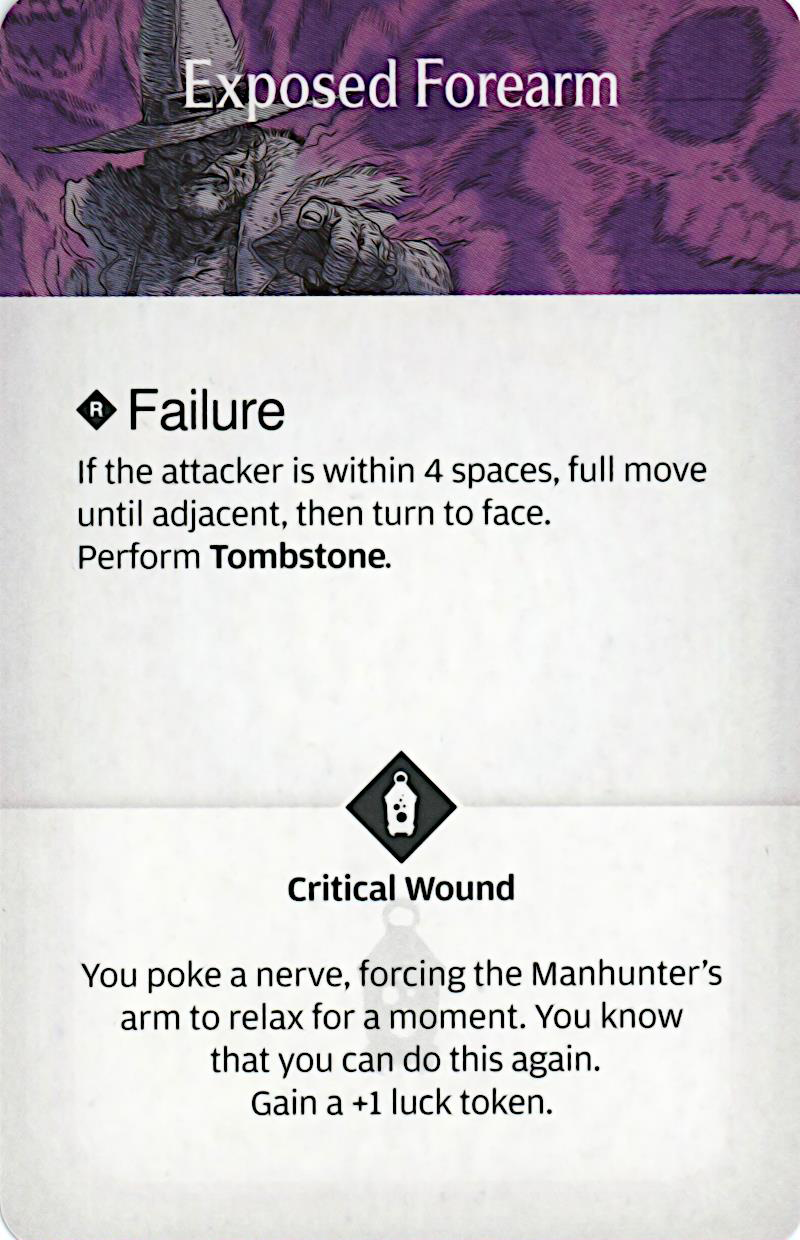 Exposed Forearm
R Failure
If the attacker is within 4 spaces, full move
until adjacent, then turn to face.
Perform Tombstone.
Critical Wound
You poke a nerve, forcing the Manhunter’s
arm to relax for a moment. You know
that you can do this again.
Gain a +1 luck token.